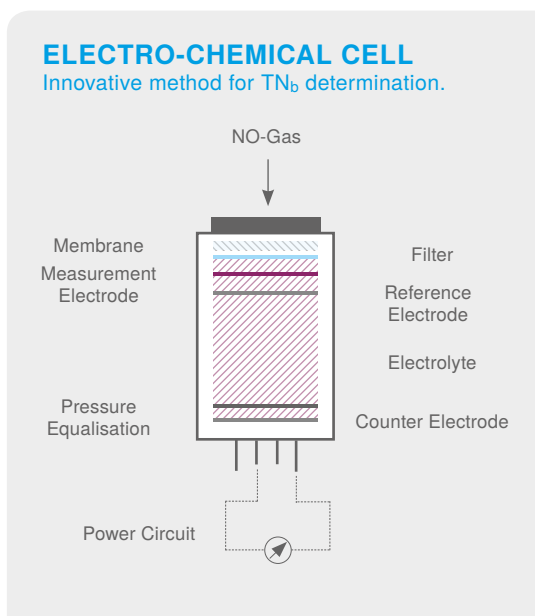 ELECTRO-CHEMICAL CELL
Innovative method for TNb determination.
NO-Gas
Membrane
Filter
Measurement
Electrode
Reference
Electrode
Electrolyte
Pressure
Equalisation
Counter Electrode
Power Circuit